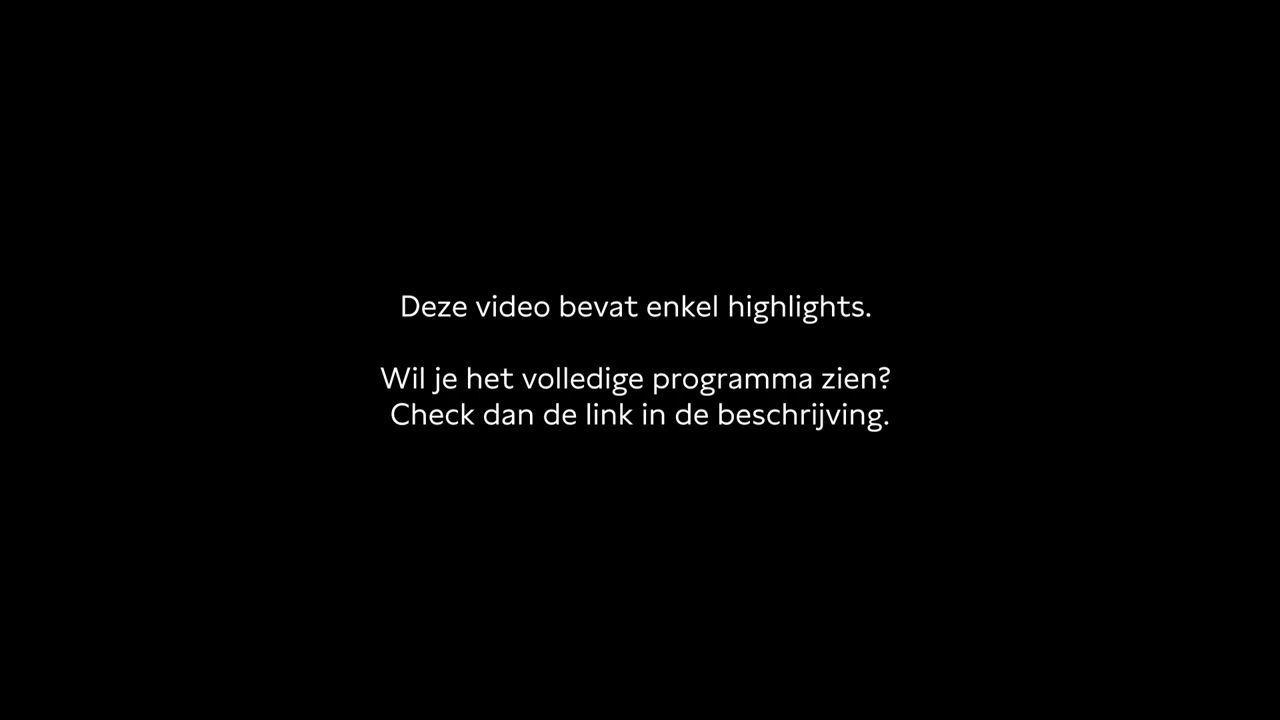 Deze video bevat enkel highlights.
Wil je het volledige programma zien?
Check dan de link in de beschrijving.